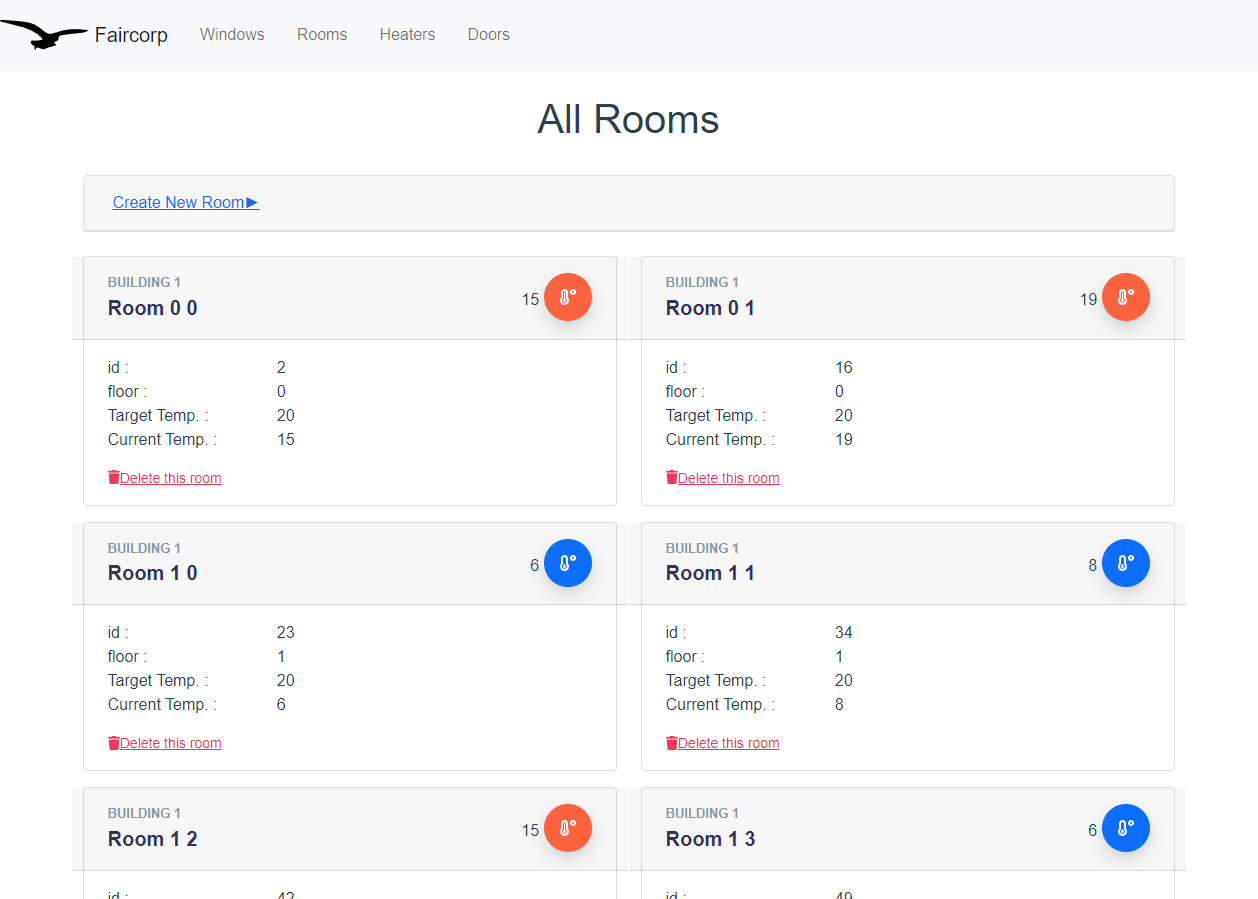 Faircorp Windows Rooms Heaters Doors
All Rooms
Create New Room▶
BUILDING 1
Room 0 0
15
id : 2
floor : 0
Target Temp. : 20
Current Temp. : 15
Delete this room
BUILDING 1
Room 0 1
19
id : 16
floor : 0
Target Temp. : 20
Current Temp. : 19
Delete this room
BUILDING 1
Room 1 0
6
id : 23
floor : 1
Target Temp. : 20
Current Temp. : 6
Delete this room
BUILDING 1
Room 1 1
8
id : 34
floor : 1
Target Temp. : 20
Current Temp. : 8
Delete this room
BUILDING 1
Room 1 2
15
id : 42
BUILDING 1
Room 1 3
6
id : 49